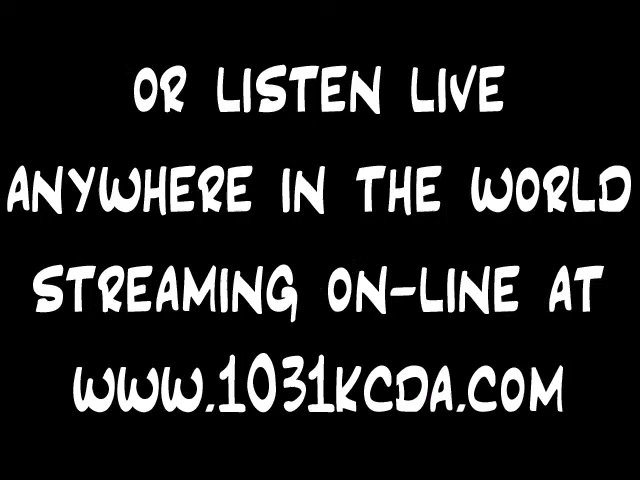 OR LISTEN LIVE
ANYWHERE IN THE WORLD
STREAMING ON-LINE AT
WWW.1031KCDA.COM